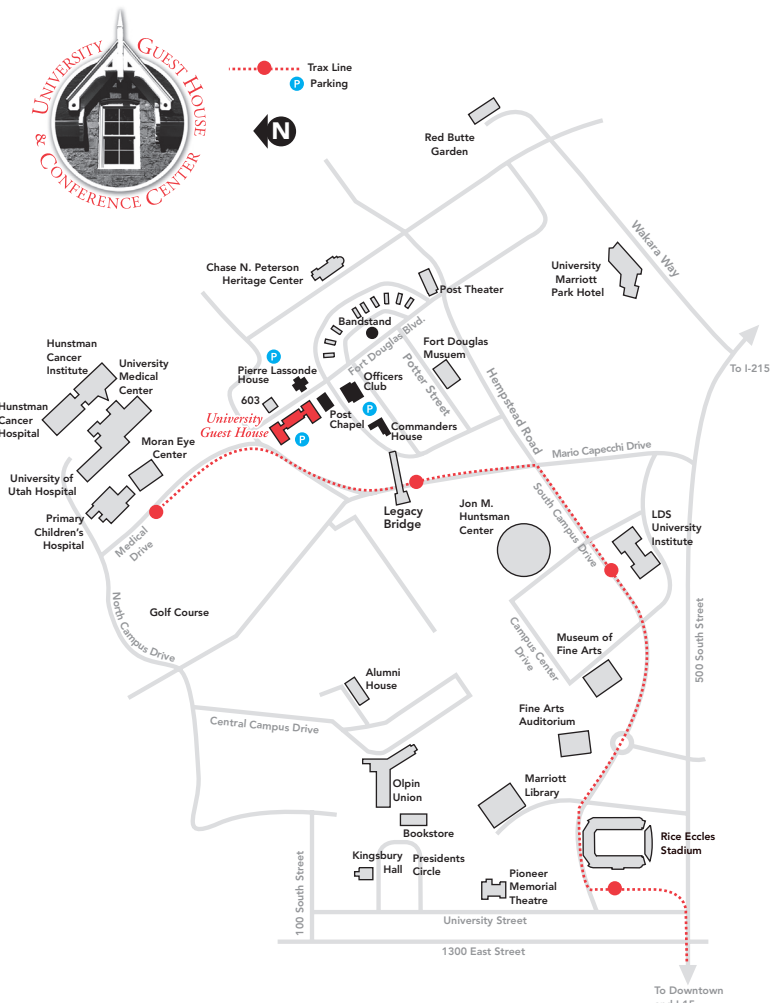 UNIVERSITY GUEST HOUSE
& CONFERENCE CENTER
Trax Line
P Parking
N
Red Butte
Garden
Wakara Way
Chase N. Peterson
Heritage Center
University
Marriott
Park Hotel
Post Theater
Bandstand
Fort Douglas Blvd.
To I-215
Hunstman
Cancer
Institute
University
Medical
Center
P
Pierre Lassonde
House
Officers
Club
Potter Street
Fort Douglas
Musuem
Hempstead Road
603
P
Hunstman
Cancer
Hospital
University
Guest House
P
Post
Chapel
Commanders
House
Moran Eye
Center
Mario Capecchi Drive
University of
Utah Hospital
Primary
Children's
Hospital
Medical
Drive
Legacy
Bridge
Jon M.
Huntsman
Center
South Campus Drive
LDS
University
Institute
North Campus Drive
Golf Course
Campus Center
Drive
Museum of
Fine Arts
500 South Street
Alumni
House
Central Campus Drive
Fine Arts
Auditorium
Olpin
Union
Marriott
Library
Bookstore
Rice Eccles
Stadium
100 South Street
Kingsbury
Hall
Presidents
Circle
Pioneer
Memorial
Theatre
University Street
1300 East Street
To Downtown
and I-15